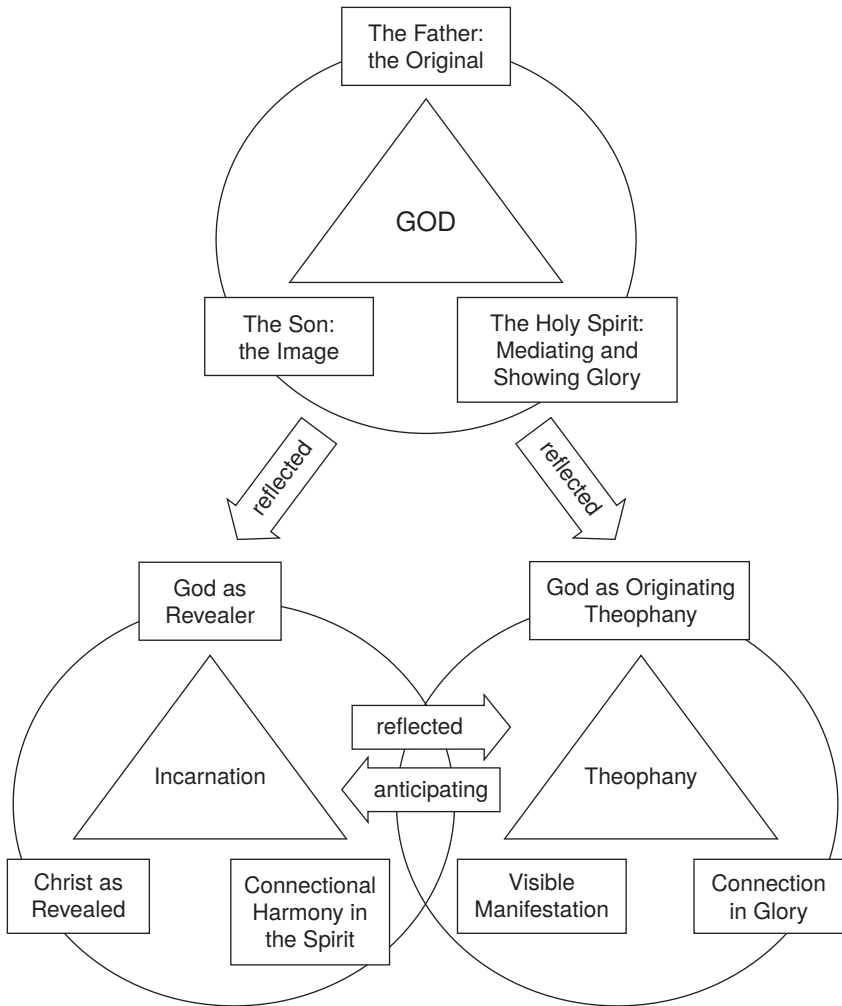 The Father:
the Original
GOD
The Son:
the Image
The Holy Spirit:
Mediating and
Showing Glory
reflected
reflected
God as
Revealer
God as Originating
Theophany
reflected
anticipating
Incarnation
Theophany
Christ as
Revealed
Connectional
Harmony in
the Spirit
Visible
Manifestation
Connection
in Glory